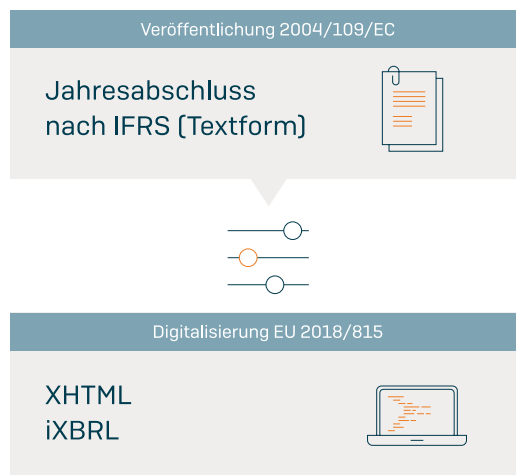 Veröffentlichung 2004/109/EC
Jahresabschluss
nach IFRS (Textform)
Digitalisierung EU 2018/815
XHTML
iXBRL